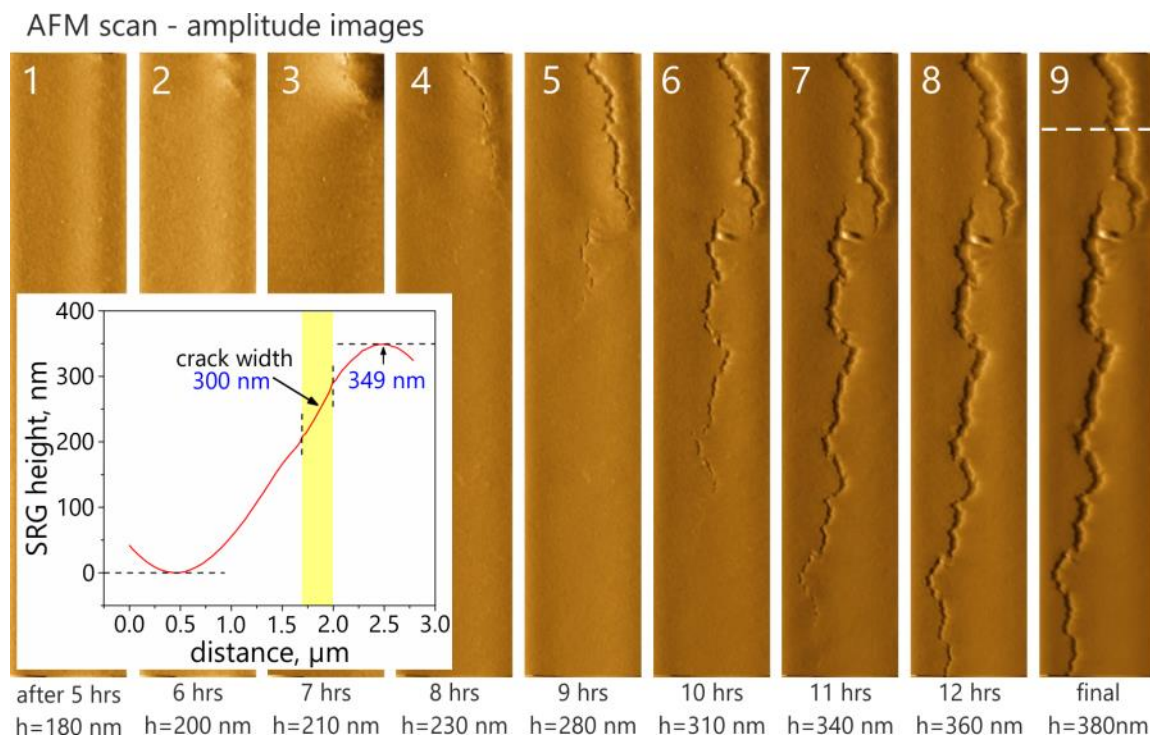 AFM scan - amplitude images
1 2 3 4 5 6 7 8 9
400
crack width
300 nm
349 nm
300
200
100
0
SRG height, nm
0.0 0.5 1.0 1.5 2.0 2.5 3.0
distance, µm
after 5 hrs 6 hrs 7 hrs 8 hrs 9 hrs 10 hrs 11 hrs 12 hrs final
h=180 nm h=200 nm h=210 nm h=230 nm h=280 nm h=310 nm h=340 nm h=360 nm h=380nm